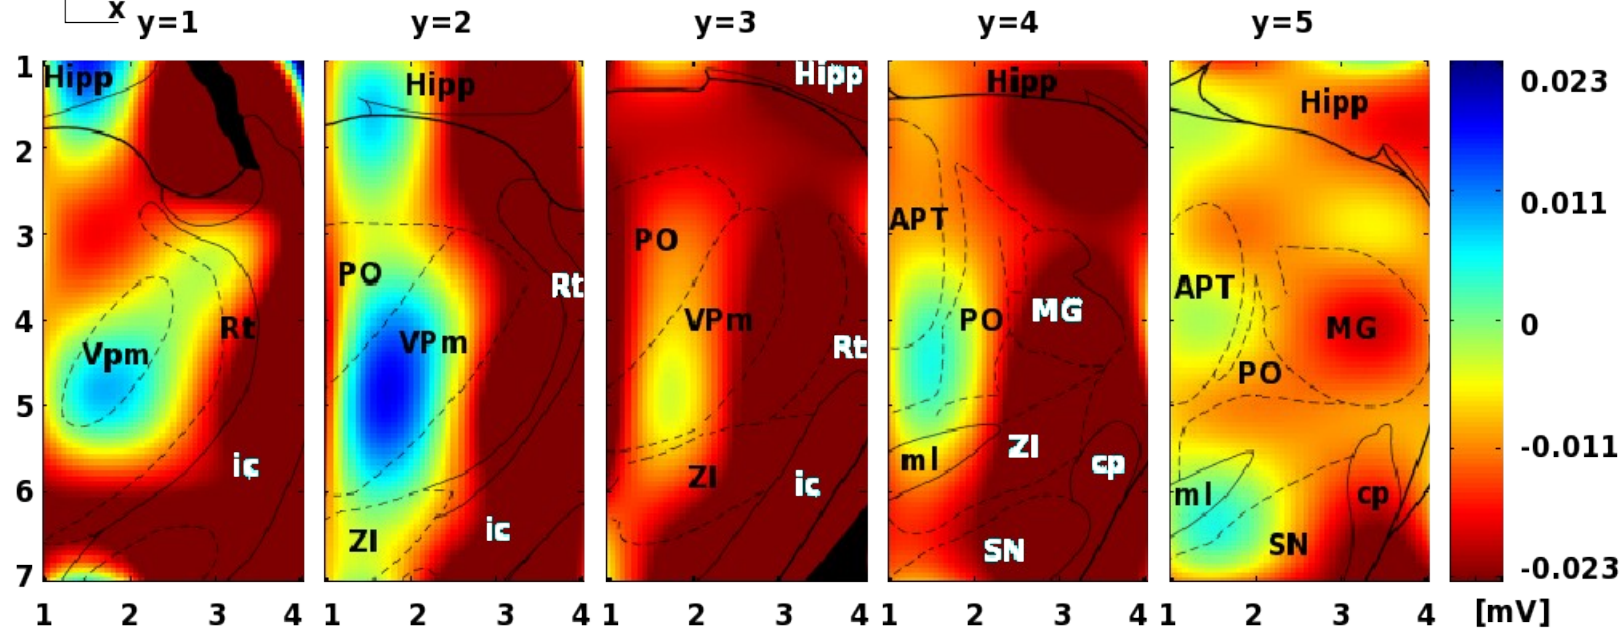 x
y=1 y=2 y=3 y=4 y=5
1 Hipp Hipp Hipp Hipp Hipp 0.023
2
3 PO PO APT APT 0.011
Rt MG
4 Vpm Rt VPm VPm Rt PO MG PO 0
5
ic ZI ic ml ZI cp ml cp -0.011
6 ZI ic SN SN
7 -0.023
1 2 3 4 1 2 3 4 1 2 3 4 1 2 3 4 1 2 3 4 [mV]